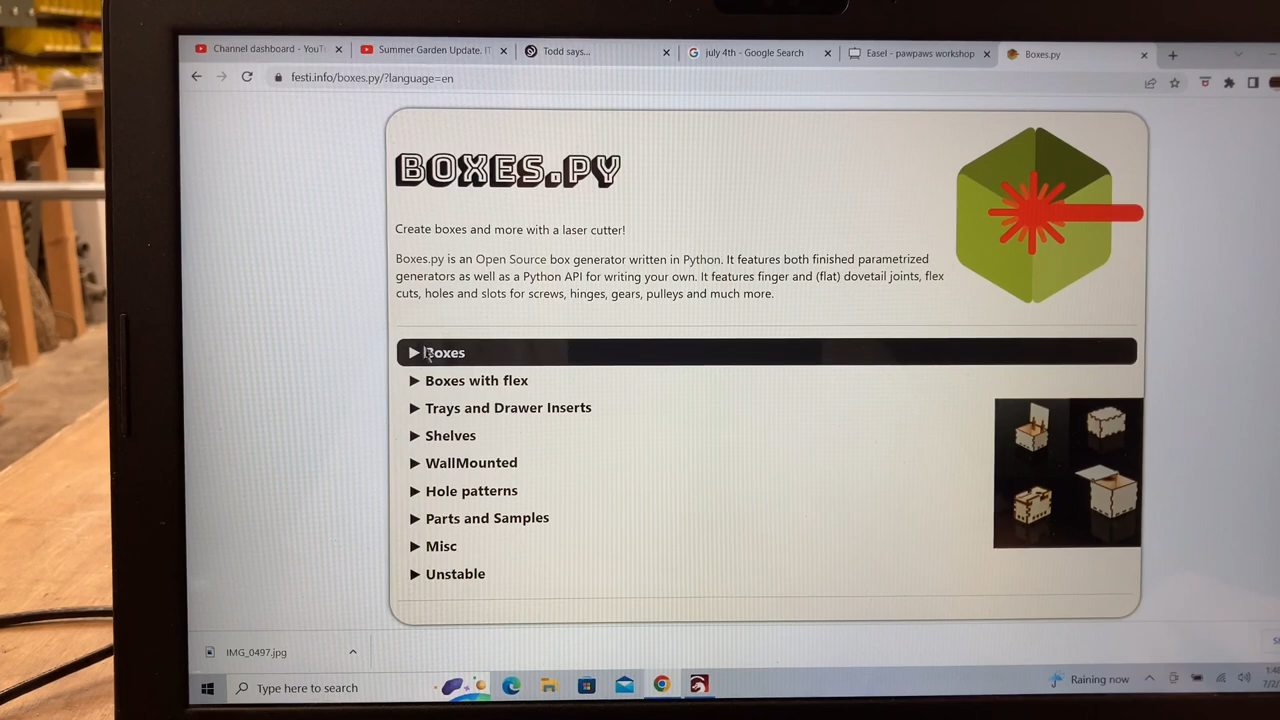 Channel dashboard - YouT
Summer Garden Update. IT
Todd says...
july 4th - Google Search
Easel - pawpaws workshop
Boxes.py
festi.info/boxes.py/?language=en
BOXES.PY
Create boxes and more with a laser cutter!
Boxes.py is an Open Source box generator written in Python. It features both finished parametrized
generators as well as a Python API for writing your own. It features finger and (flat) dovetail joints, flex
cuts, holes and slots for screws, hinges, gears, pulleys and much more.
Boxes
Boxes with flex
Trays and Drawer Inserts
Shelves
WallMounted
Hole patterns
Parts and Samples
Misc
Unstable
IMG_0497.jpg
Type here to search
Raining now